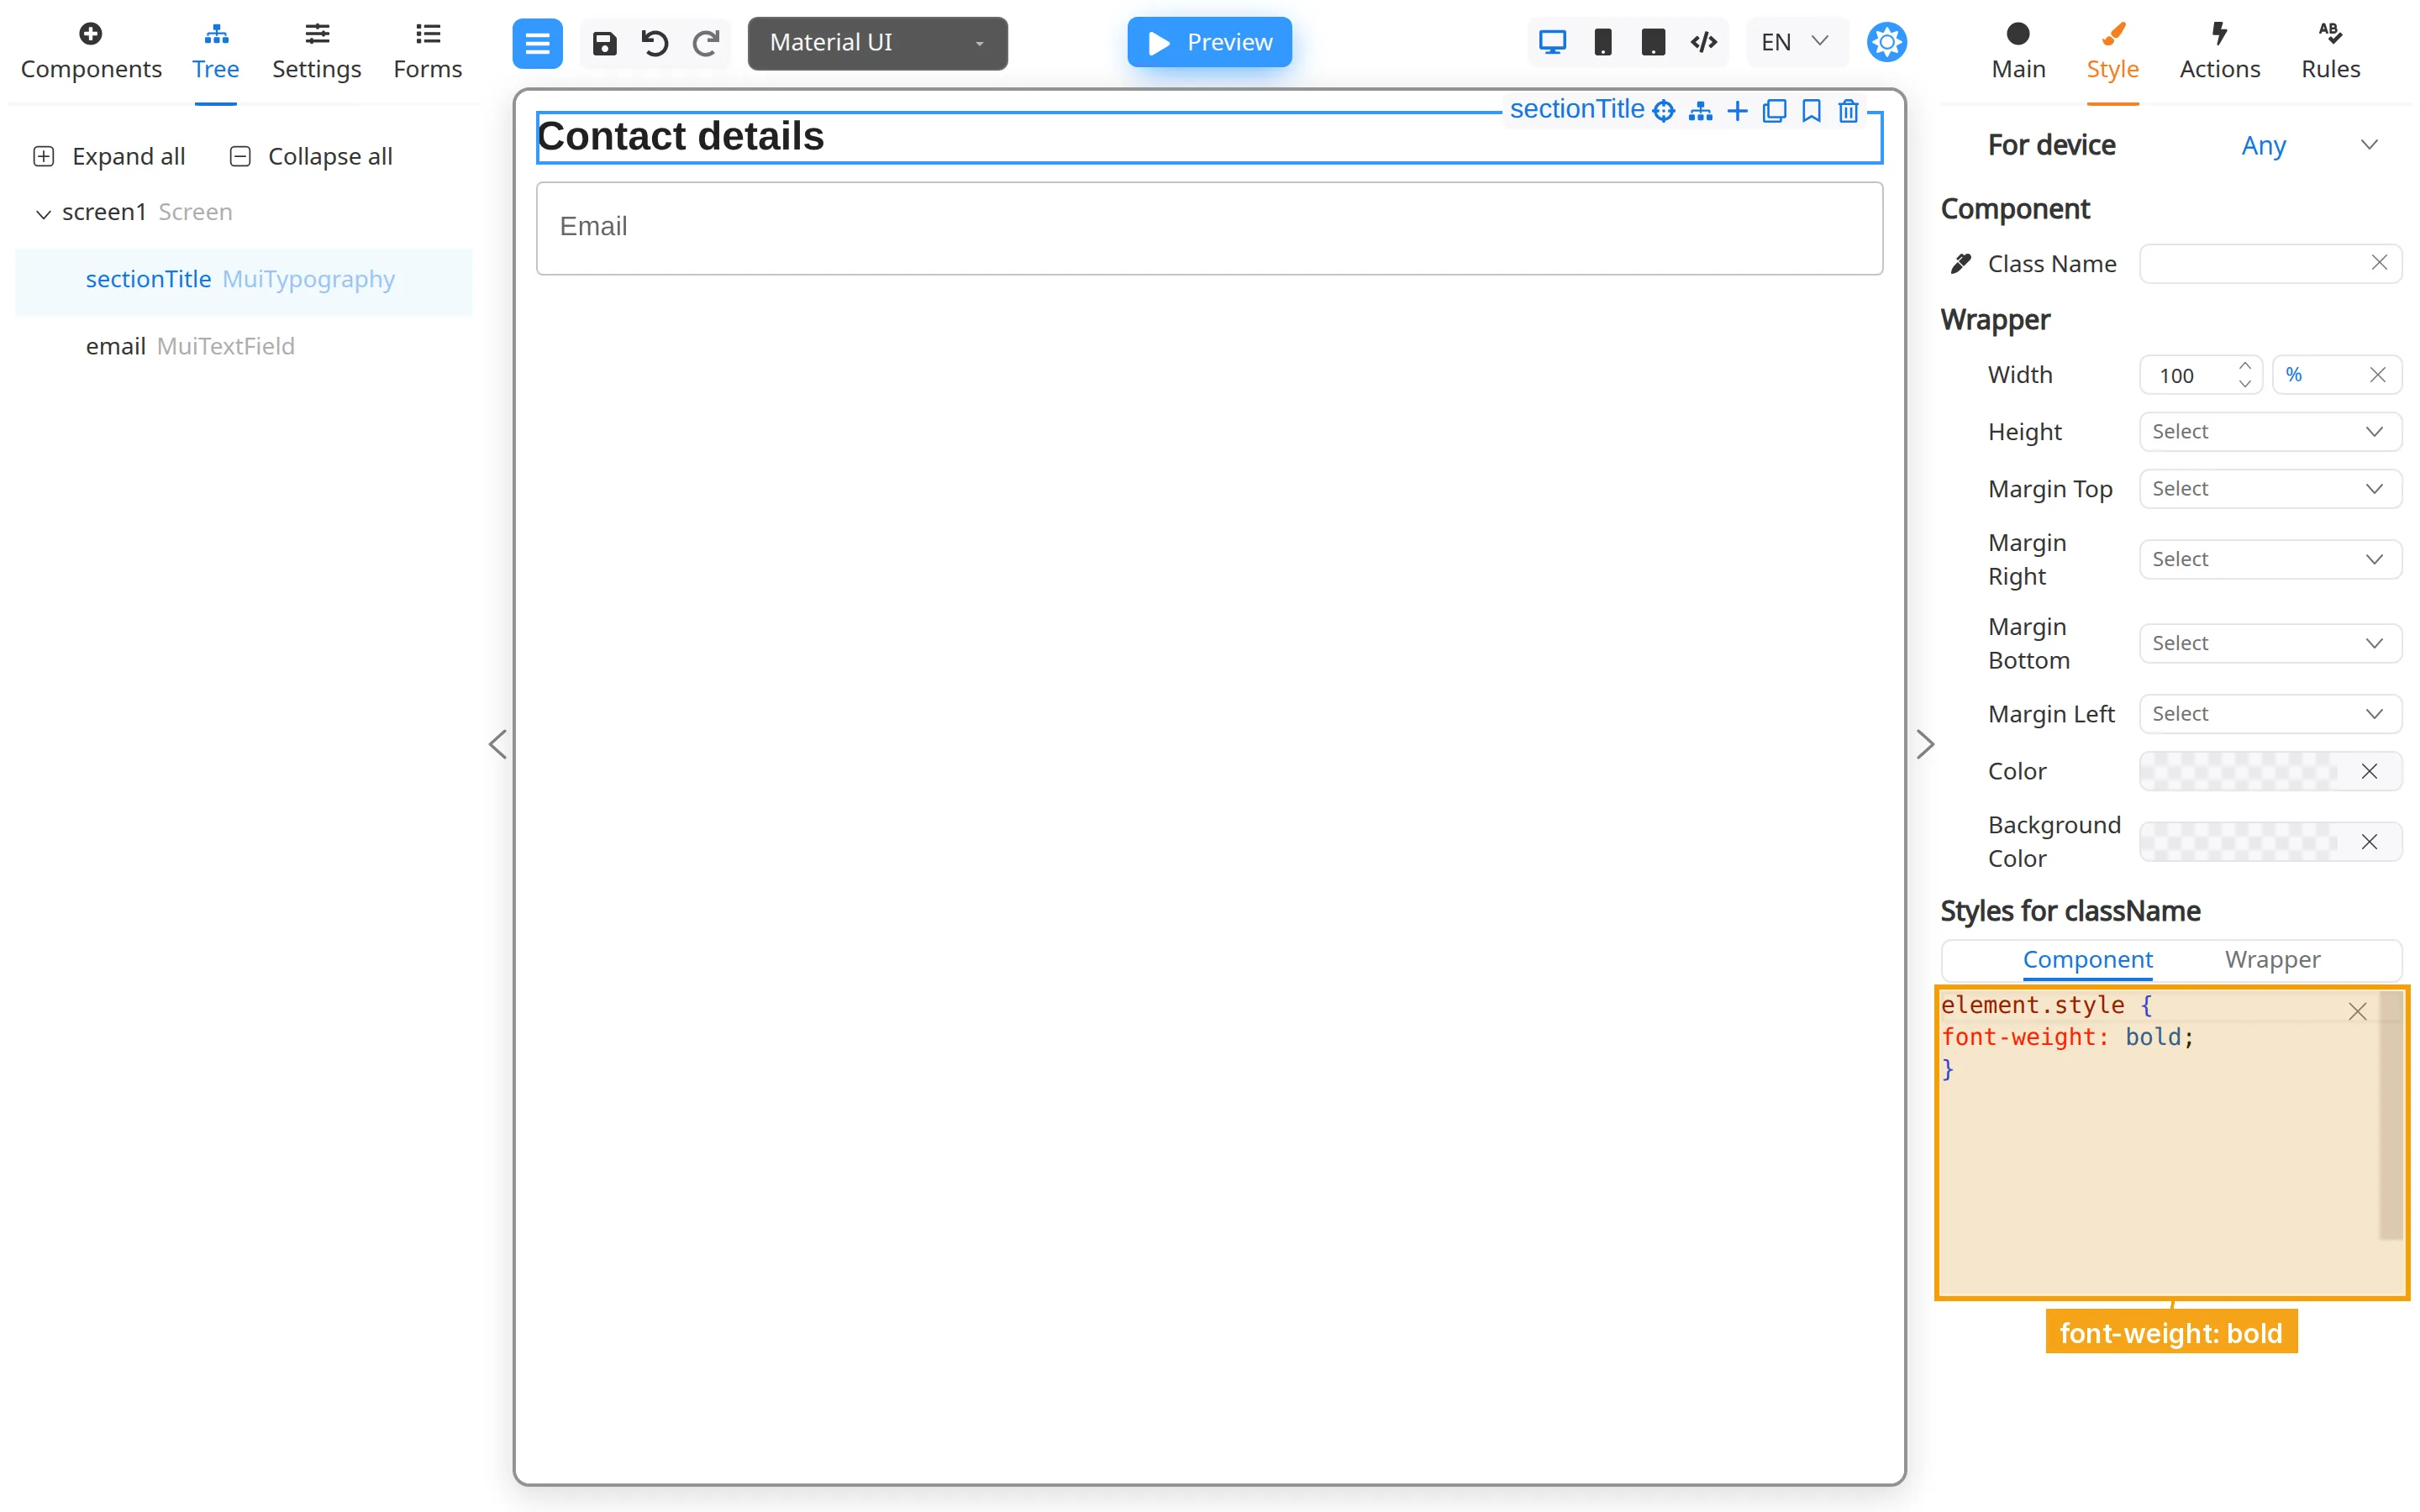 Components Tree Settings Forms
Material UI
Preview
EN
Main Style Actions Rules
Expand all Collapse all
screen1 Screen
sectionTitle MuiTypography
email MuiTextField
sectionTitle
Contact details
Email
For device Any
Component
Class Name
Wrapper
Width 100 %
Height Select
Margin Top Select
Margin
Right Select
Margin
Bottom Select
Margin Left Select
Color
Background
Color
Styles for className
Component Wrapper
element.style {
font-weight: bold;
}
font-weight: bold